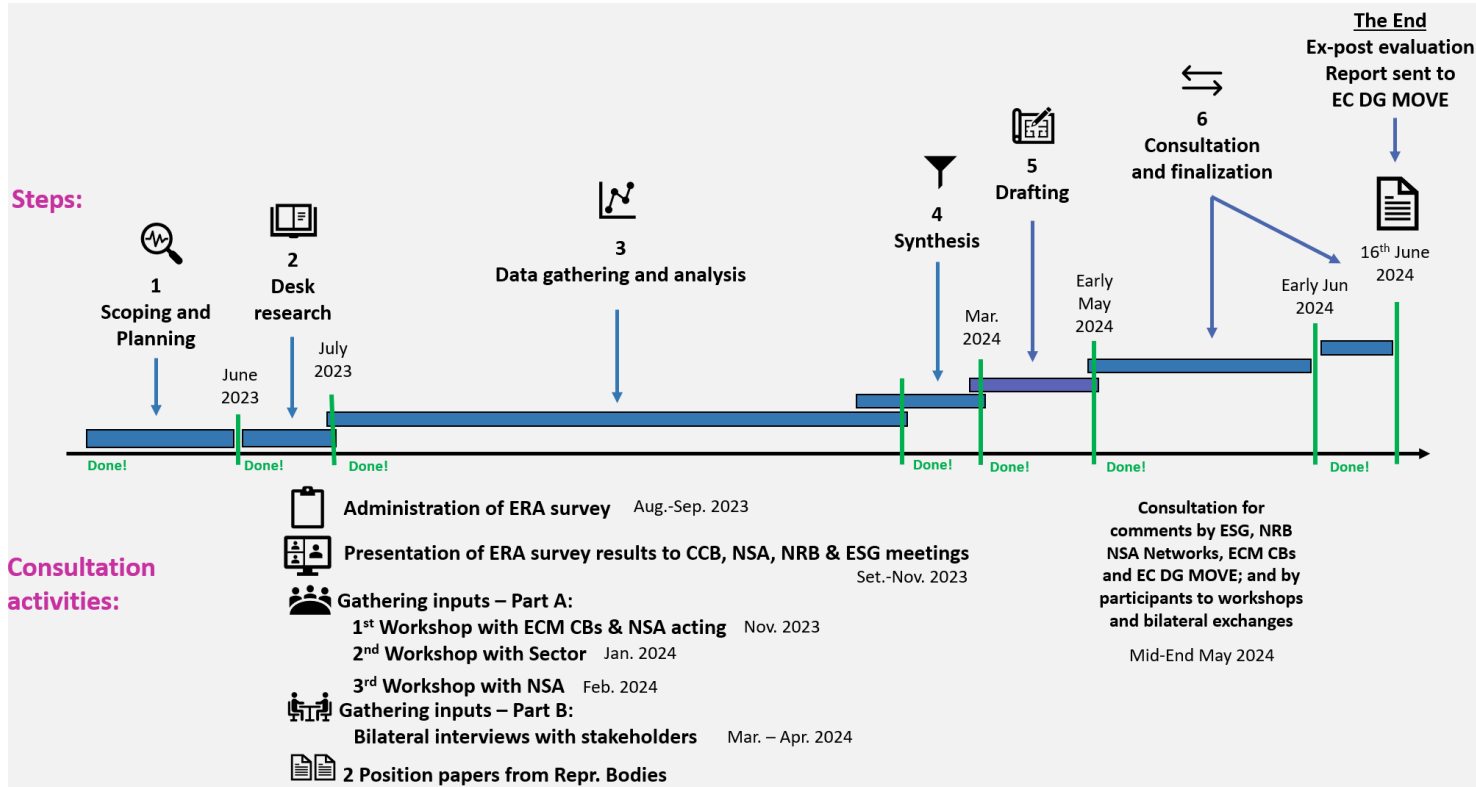 The End
Ex-post evaluation
Report sent to
EC DG MOVE
6
Consultation
and finalization
5
Drafting
Steps:
4
Synthesis
3
Data gathering and analysis
2
Desk
research
1
Scoping and
Planning
16th June
2024
Early Jun
2024
Early
May
2024
Mar.
2024
July
2023
June
2023
Done!
Done!
Done!
Done!
Done!
Done!
Done!
Consultation
activities:
Administration of ERA survey Aug.-Sep. 2023
Presentation of ERA survey results to CCB, NSA, NRB & ESG meetings
Set.-Nov. 2023
Gathering inputs – Part A:
1st Workshop with ECM CBs & NSA acting Nov. 2023
2nd Workshop with Sector Jan. 2024
3rd Workshop with NSA Feb. 2024
Gathering inputs – Part B:
Bilateral interviews with stakeholders Mar. – Apr. 2024
2 Position papers from Repr. Bodies
Consultation for
comments by ESG, NRB
NSA Networks, ECM CBs
and EC DG MOVE; and by
participants to workshops
and bilateral exchanges
Mid-End May 2024